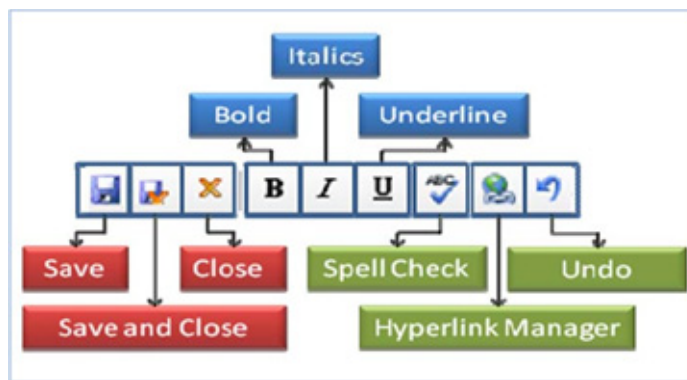 Italics
Bold
Underline
B
I
U
ABC
Save
Close
Spell Check
Undo
Save and Close
Hyperlink Manager